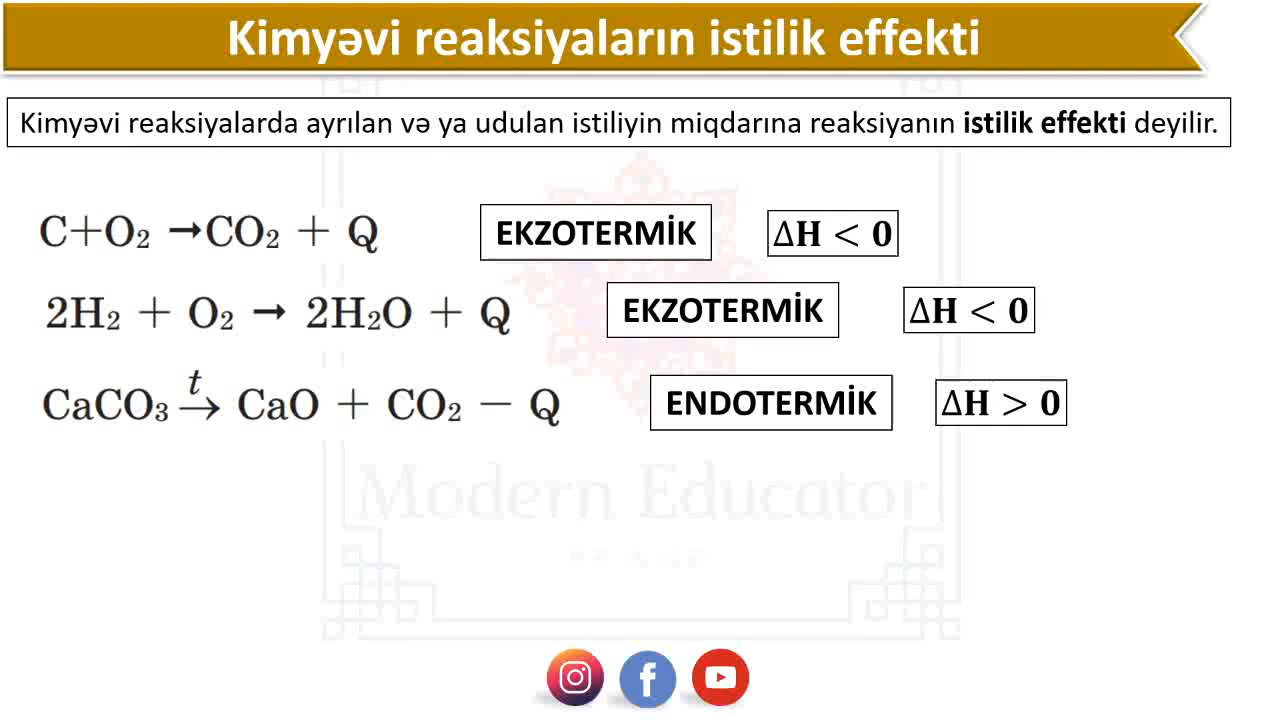 Kimyəvi reaksiyaların istilik effekti
Kimyəvi reaksiyalarda ayrılan və ya udulan istiliyin miqdarına reaksiyanın istilik effekti deyilir.
C+O₂ →CO₂ + Q EKZOTERMİK ΔH < 0
2H₂ + O₂ → 2H₂O + Q EKZOTERMİK ΔH < 0
t
CaCO₃ → CaO + CO₂ − Q ENDOTERMİK ΔH > 0
Modern Educator